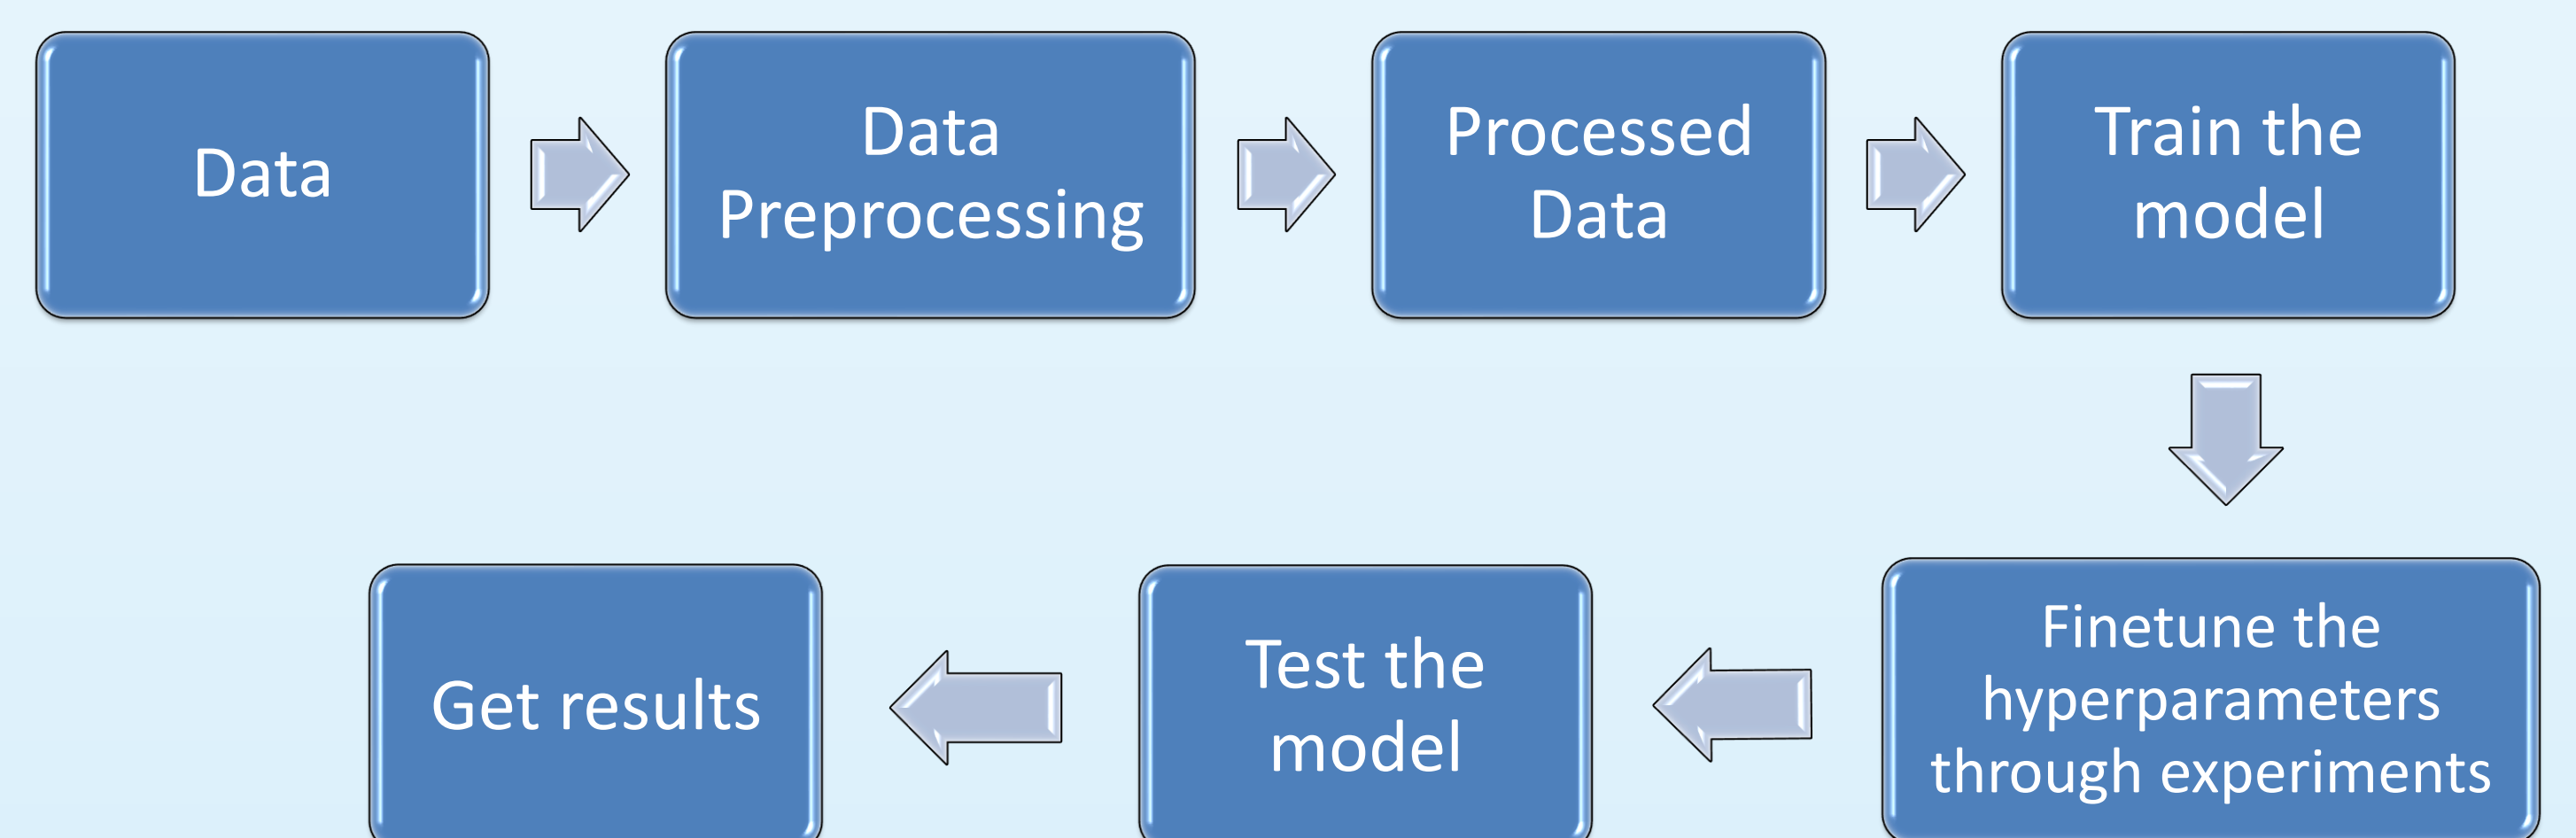 Data
Data
Preprocessing
Processed
Data
Train the
model
Finetune the
hyperparameters
through experiments
Test the
model
Get results